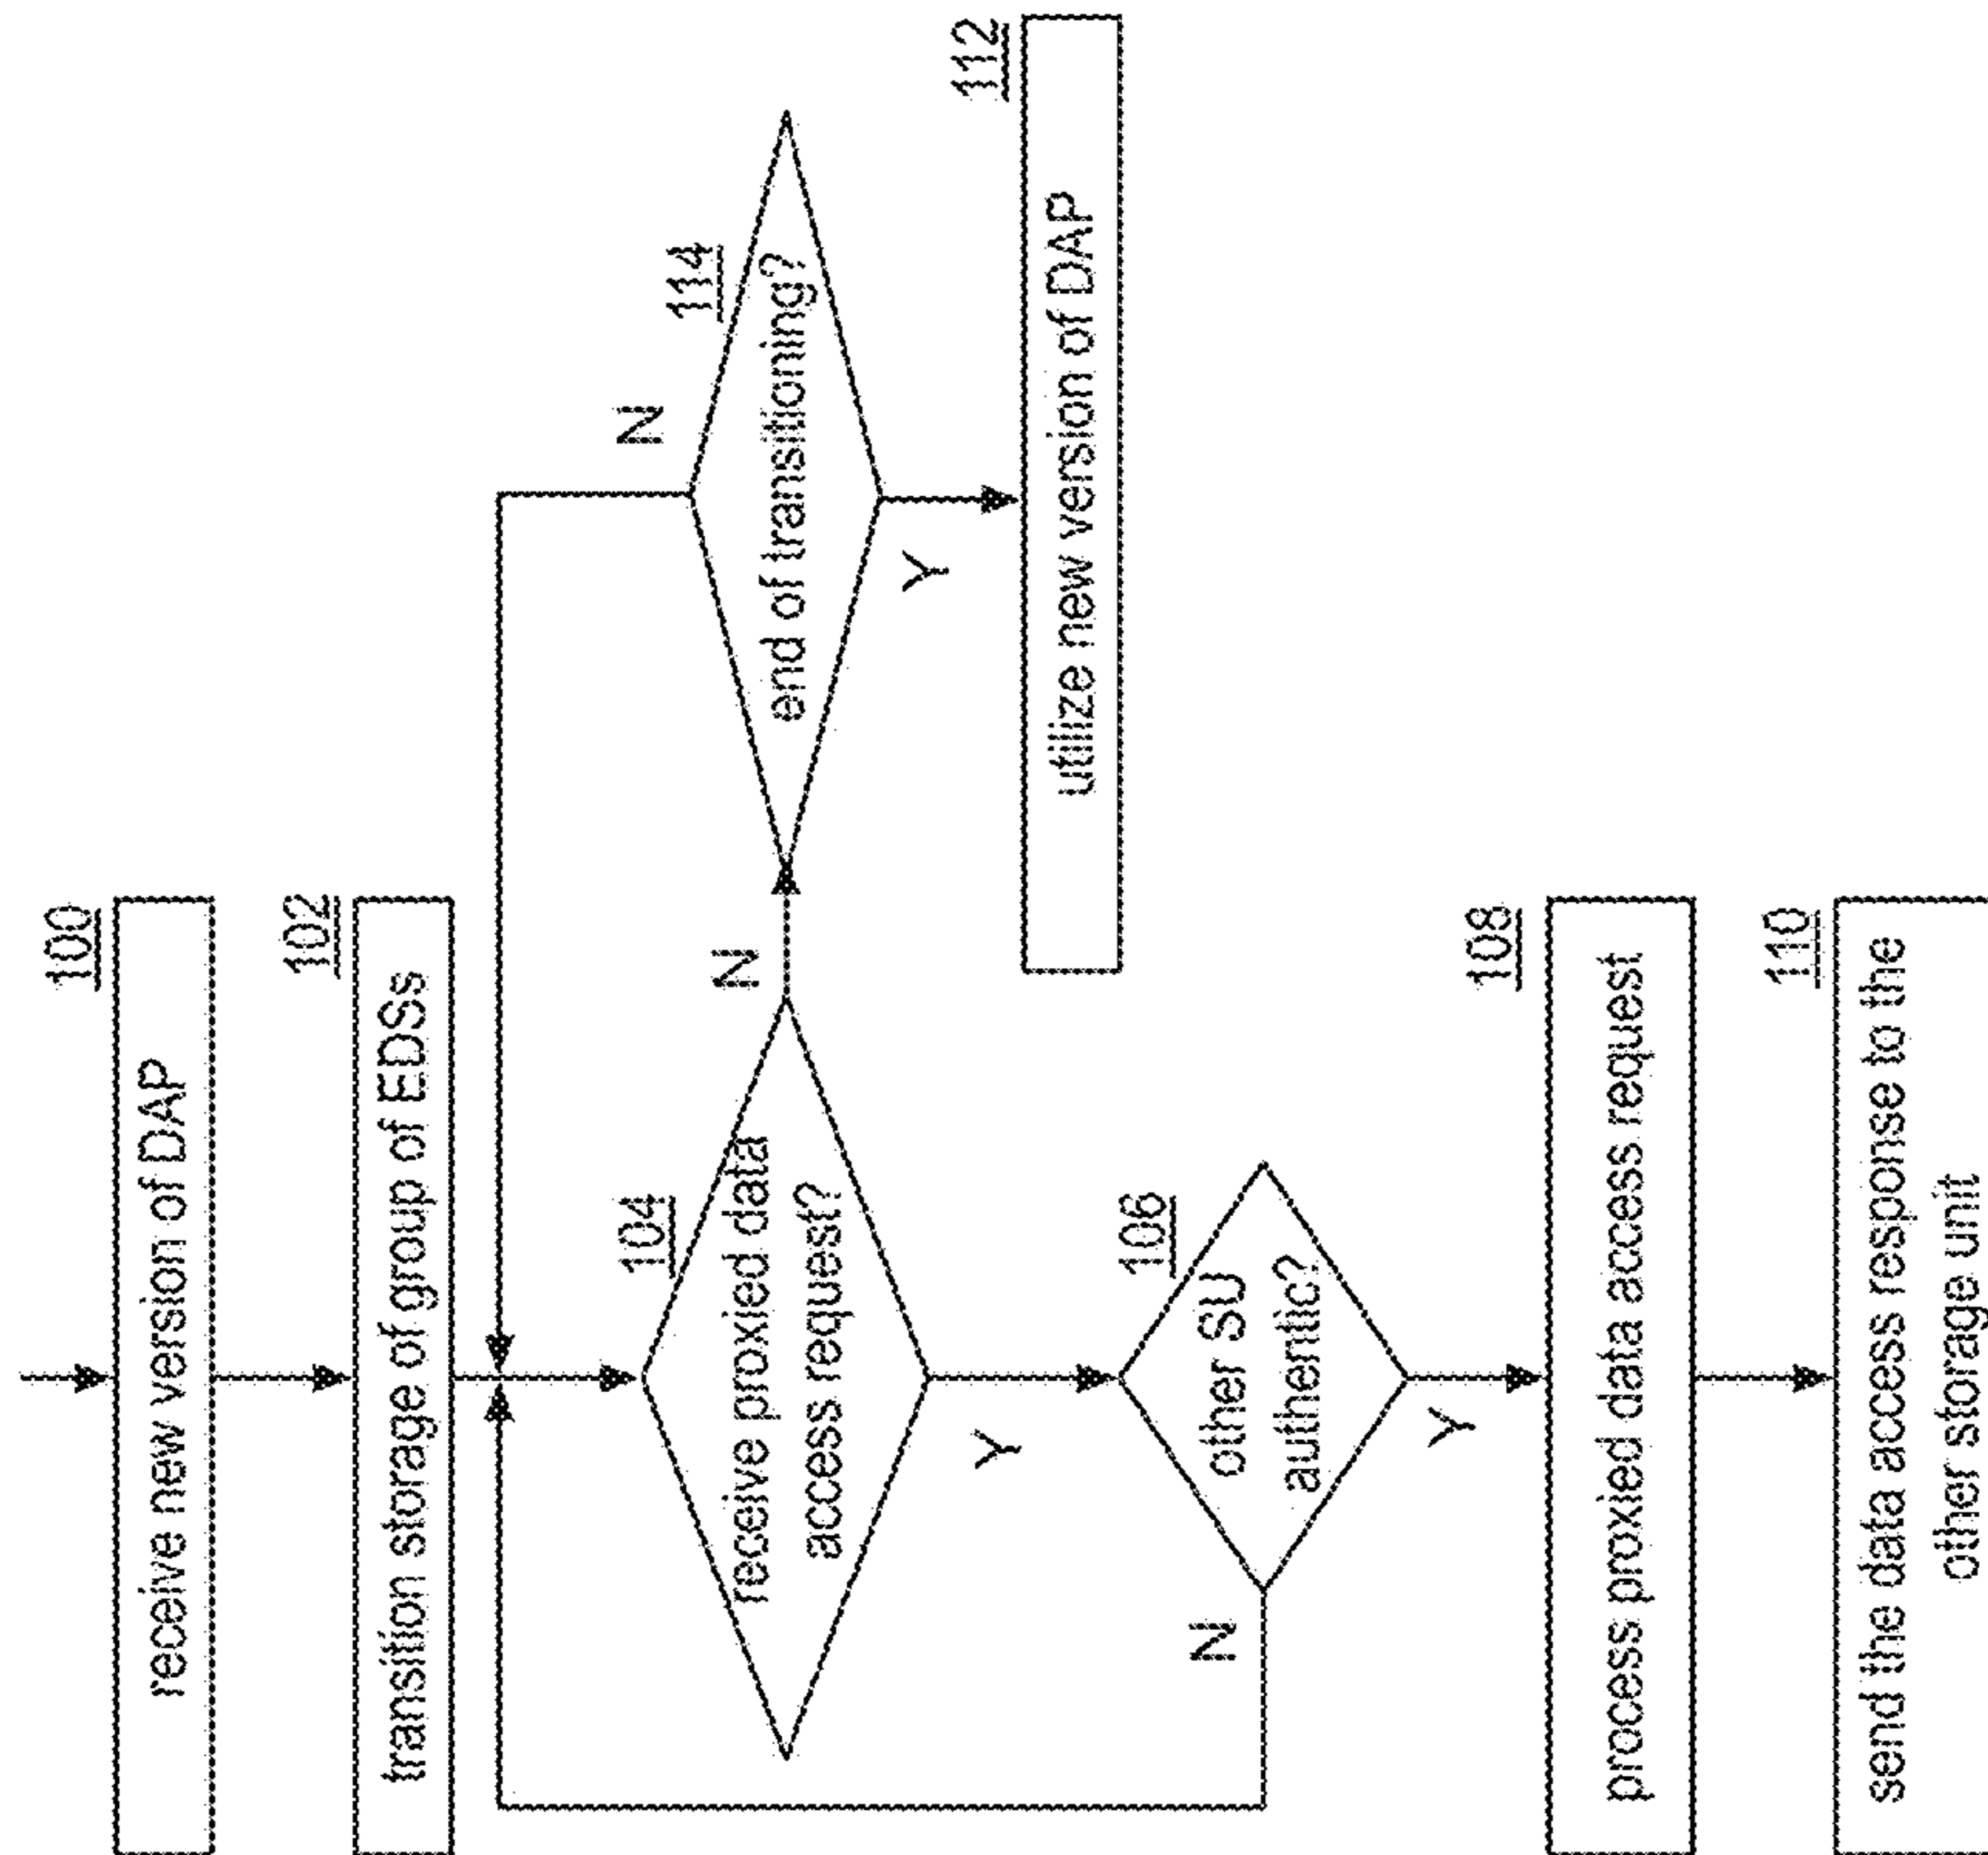 100
receive new version of DAP
102
transition storage of group of EDSs
104
receive proxied data
access request?
N
114
end of transitioning?
N
Y
112
utilize new version of DAP
Y
106
other SU
authentic?
N
Y
108
process proxied data access request
110
send the data access response to the
other storage unit